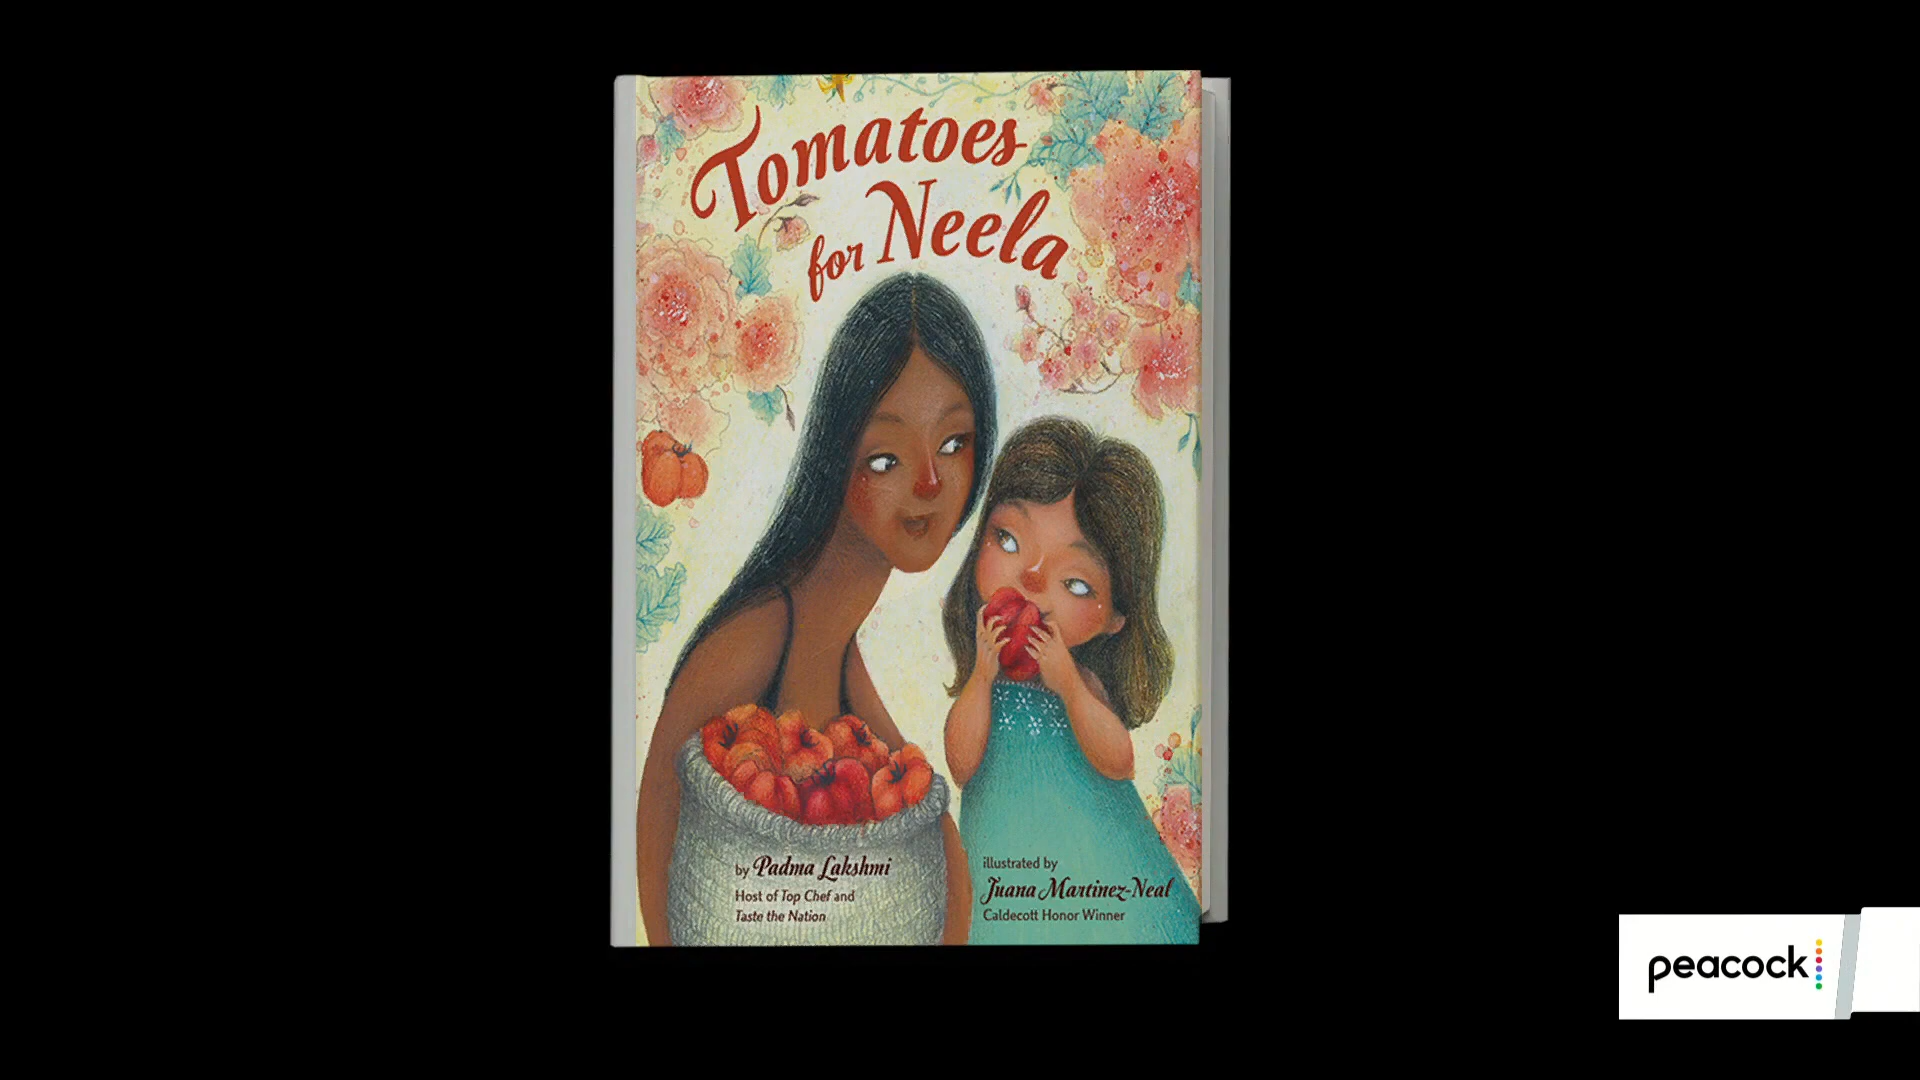 Tomatoes
for Neela
by Padma Lakshmi
Host of Top Chef and
Taste the Nation
illustrated by
Juana Martinez-Neal
Caldecott Honor Winner
peacock